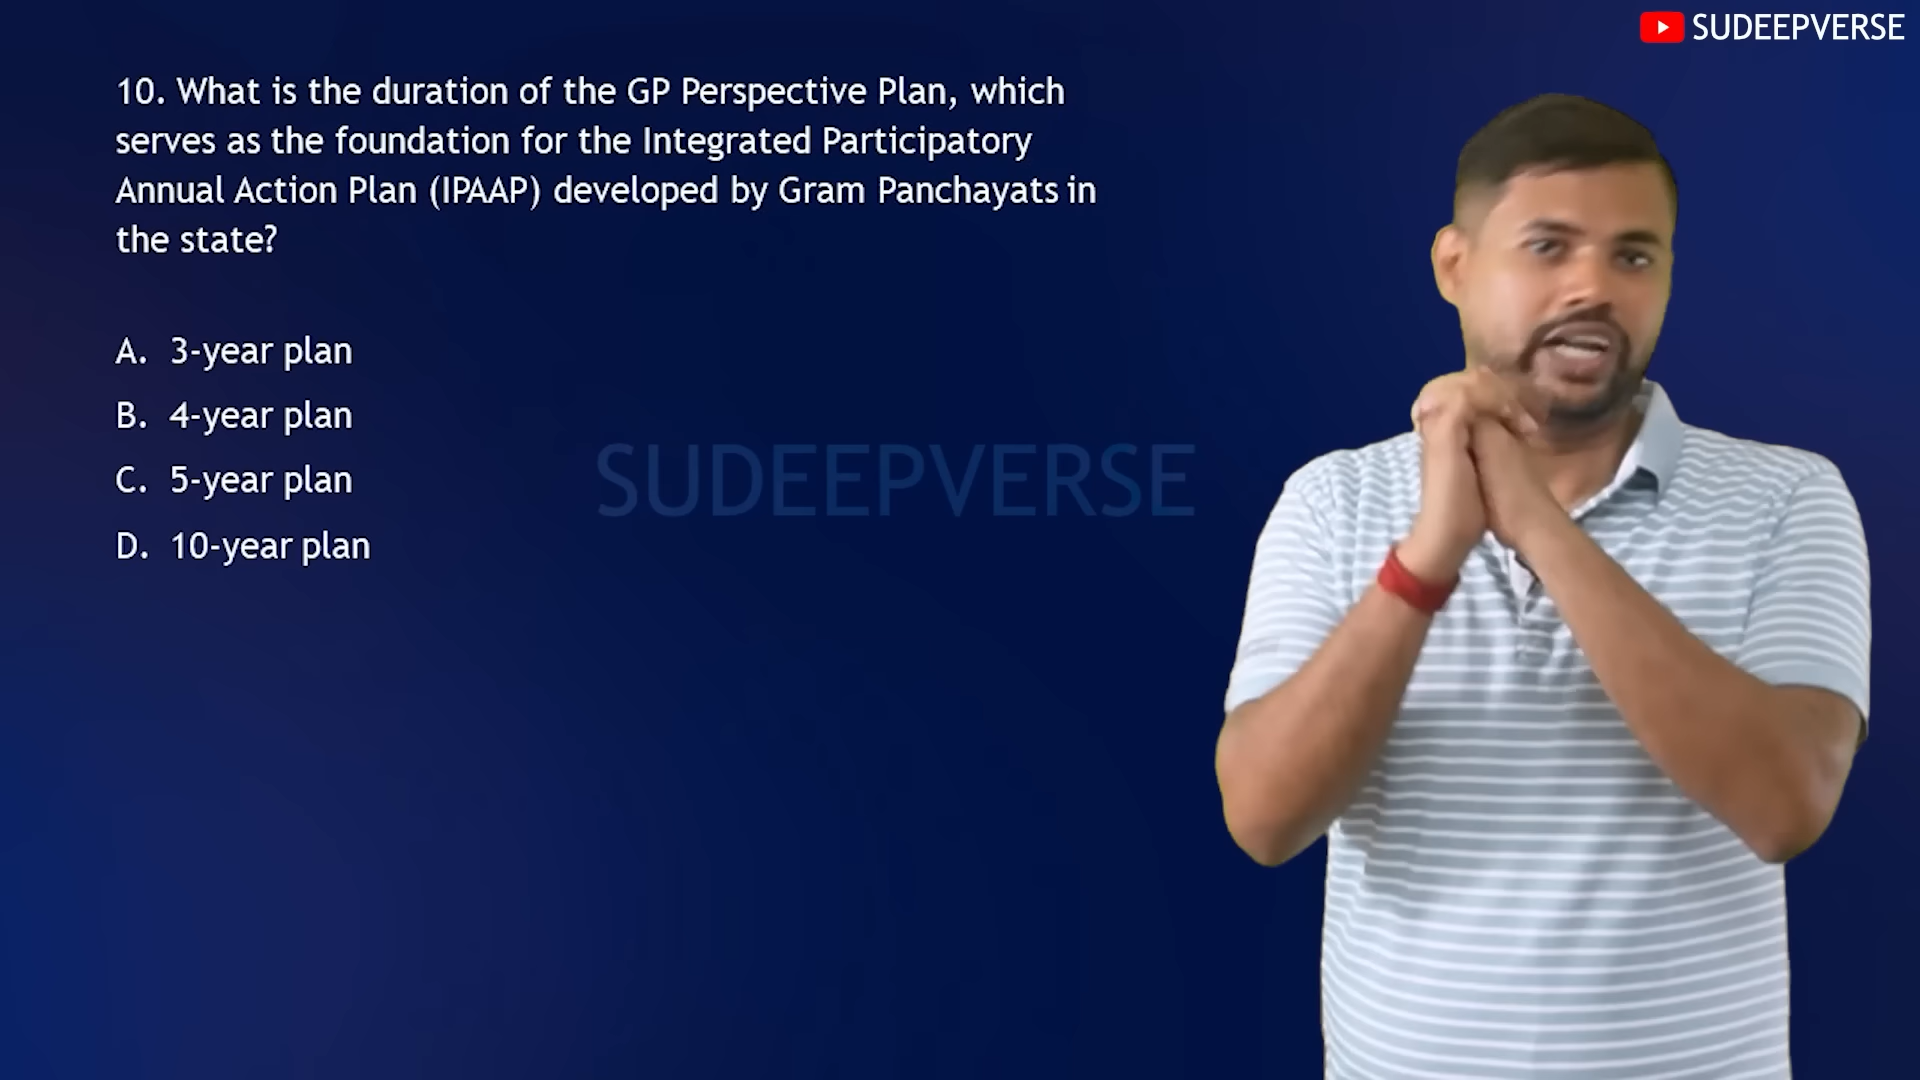 SUDEEPVERSE
10. What is the duration of the GP Perspective Plan, which
serves as the foundation for the Integrated Participatory
Annual Action Plan (IPAAP) developed by Gram Panchayats in
the state?
A. 3-year plan
B. 4-year plan
C. 5-year plan
D. 10-year plan
SUDEEPVERSE